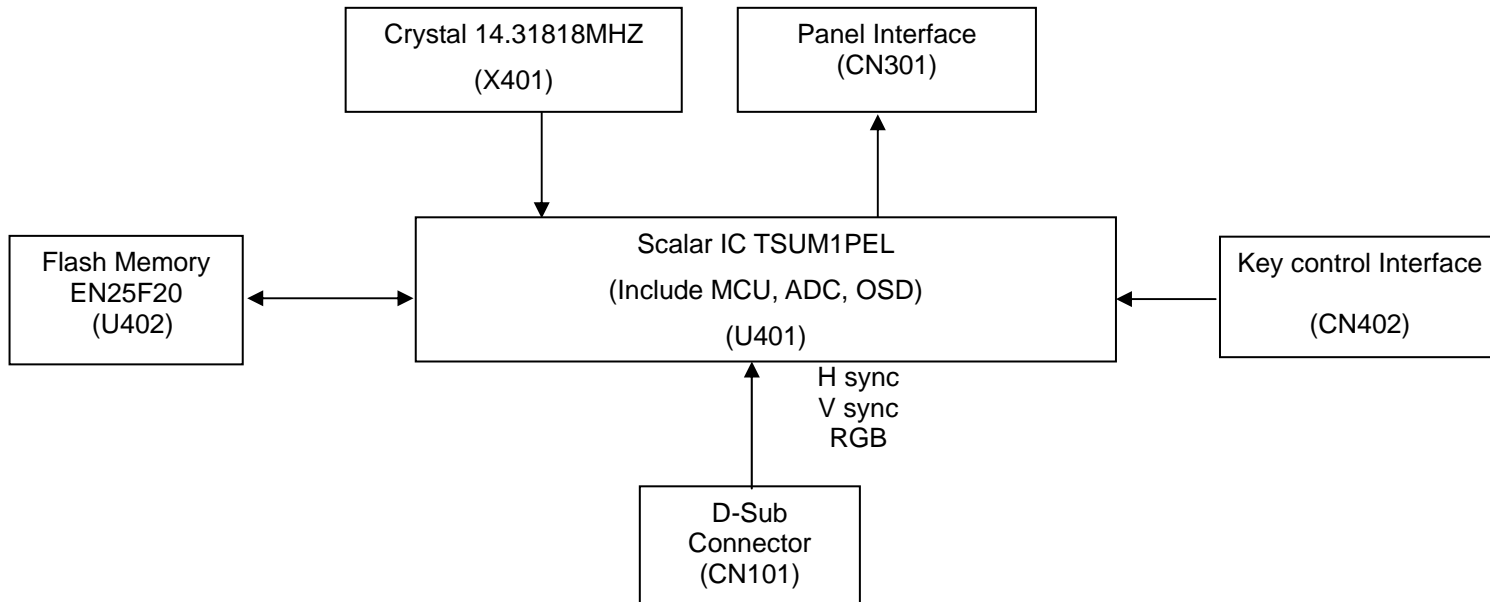 Crystal 14.31818MHZ
(X401)
Panel Interface
(CN301)
Flash Memory
EN25F20
(U402)
Scalar IC TSUM1PEL
(Include MCU, ADC, OSD)
(U401)
Key control Interface
(CN402)
H sync
V sync
RGB
D-Sub
Connector
(CN101)